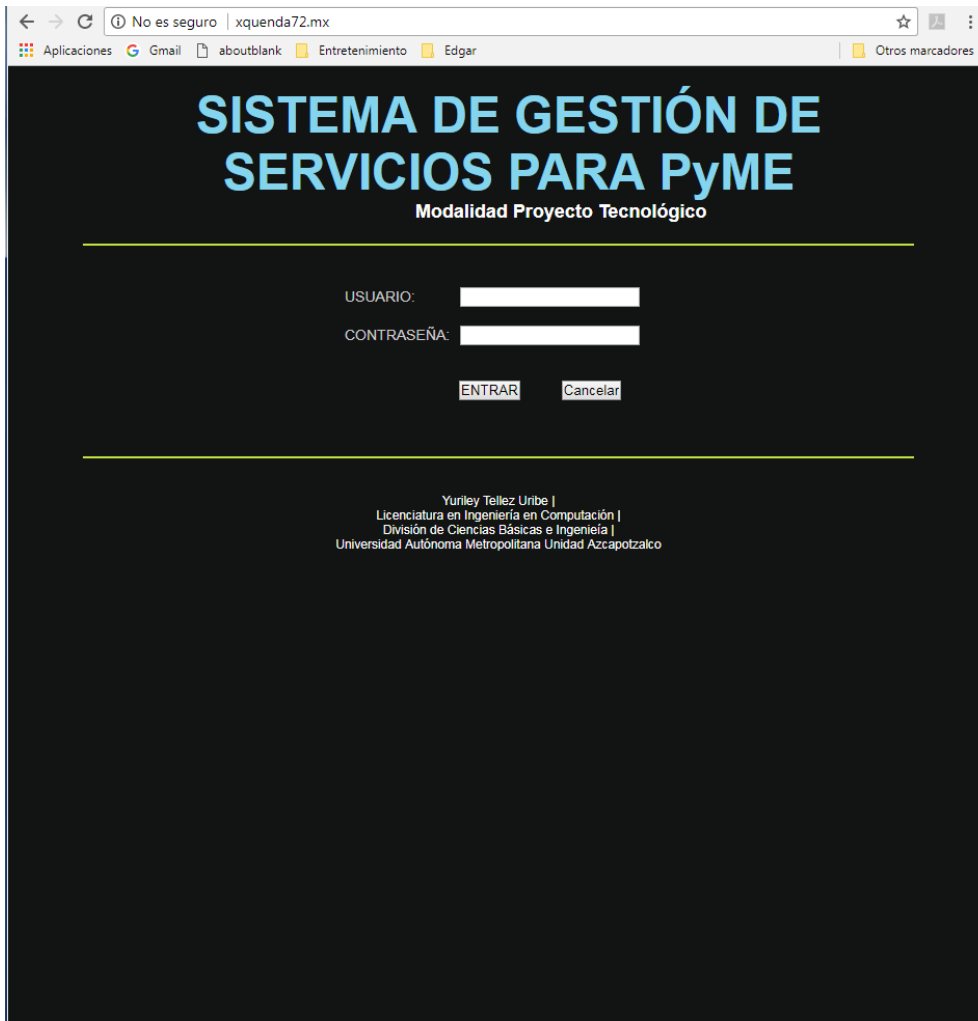 No es seguro | xquenda72.mx
Aplicaciones Gmail aboutblank Entretenimiento Edgar Otros marcadores
SISTEMA DE GESTIÓN DE
SERVICIOS PARA PyME
Modalidad Proyecto Tecnológico
USUARIO:
CONTRASEÑA:
ENTRAR Cancelar
Yuriley Tellez Uribe |
Licenciatura en Ingeniería en Computación |
División de Ciencias Básicas e Ingenieía |
Universidad Autónoma Metropolitana Unidad Azcapotzalco